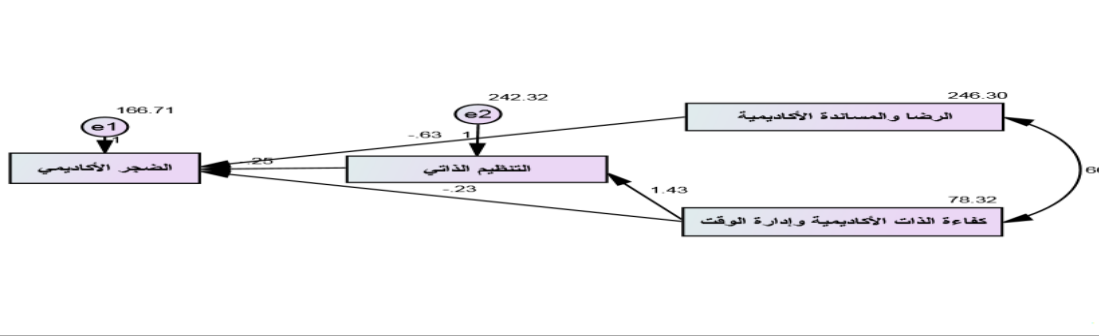 166.71
e1
1
الضجر الأكاديمي
242.32
e2
1
-.63
-.25
التنظيم الذاتي
-.23
1.43
246.30
الرضا والمساندة الأكاديمية
78.32
كفاءة الذات الأكاديمية وإدارة الوقت